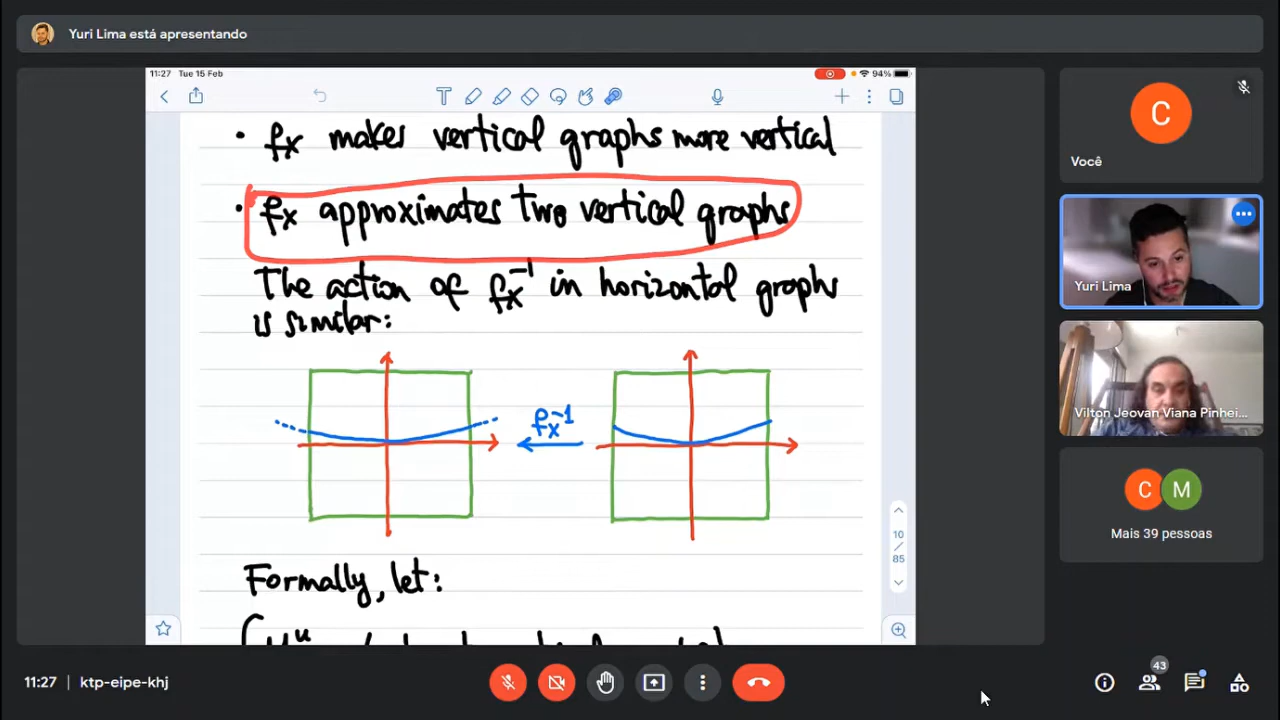 Yuri Lima está apresentando
11:27 Tue 15 Feb
94%
T
• fx makes vertical graphs more vertical
• fx approximates two vertical graphs
The action of fx⁻¹ in horizontal graphs
is similar:
fx⁻¹
Formally, let:
10
/
85
C
Você
Yuri Lima
Vilton Jeovan Viana Pinhei...
C M
Mais 39 pessoas
11:27 | ktp-eipe-khj
43